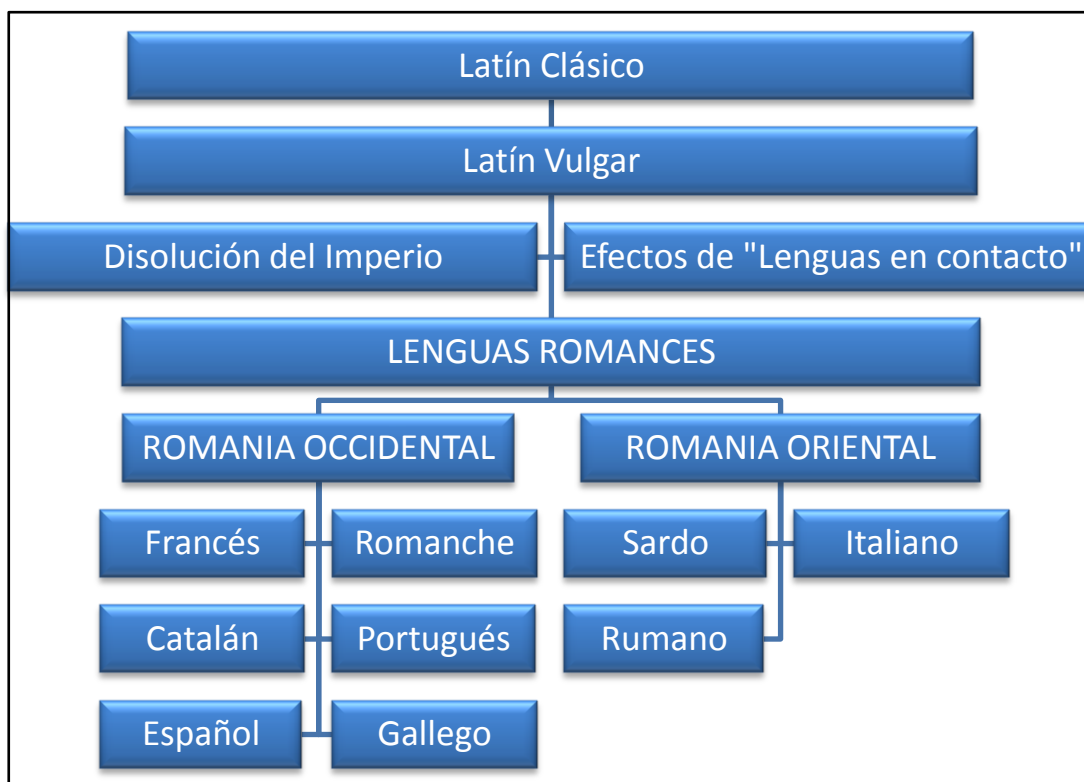 Latín Clásico
Latín Vulgar
Disolución del Imperio
Efectos de "Lenguas en contacto"
LENGUAS ROMANCES
ROMANIA OCCIDENTAL
ROMANIA ORIENTAL
Francés
Romanche
Sardo
Italiano
Catalán
Portugués
Rumano
Español
Gallego